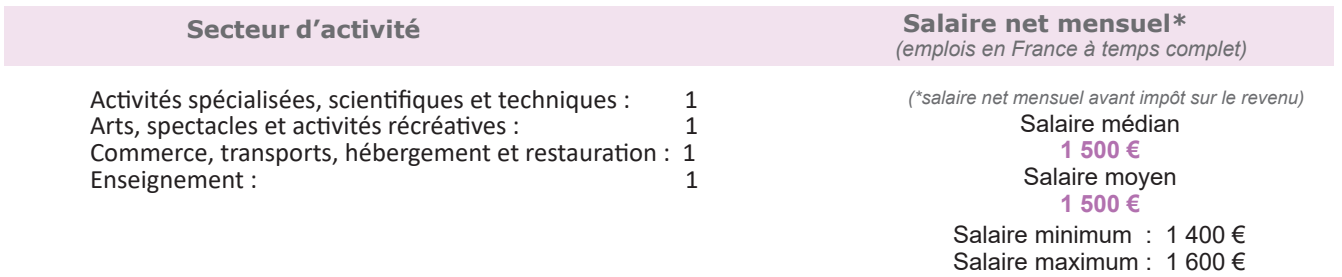 Secteur d’activité
Activités spécialisées, scientifiques et techniques : 1
Arts, spectacles et activités récréatives : 1
Commerce, transports, hébergement et restauration : 1
Enseignement : 1
Salaire net mensuel*
(emplois en France à temps complet)
(*salaire net mensuel avant impôt sur le revenu)
Salaire médian
1 500 €
Salaire moyen
1 500 €
Salaire minimum : 1 400 €
Salaire maximum : 1 600 €